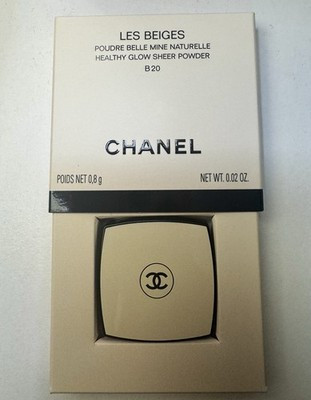 LES BEIGES
POUDRE BELLE MINE NATURELLE
HEALTHY GLOW SHEER POWDER
B 20
CHANEL
POIDS NET 0,8 g NET WT. 0.02 OZ.